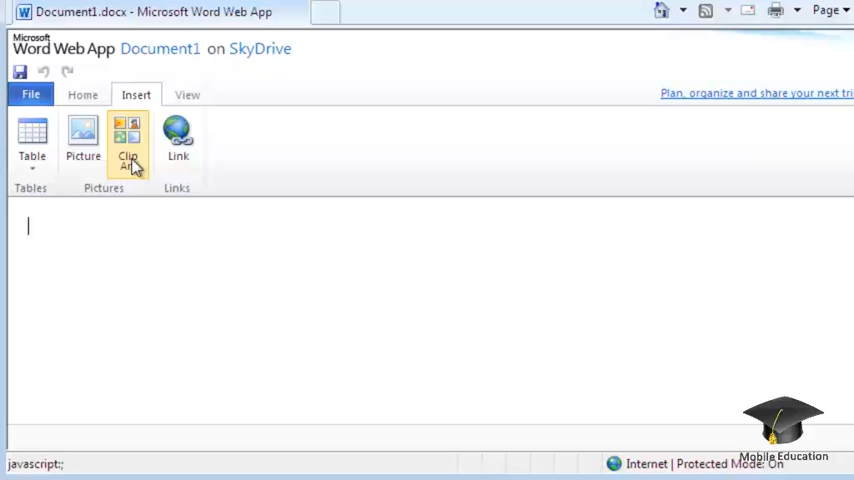 Document1.docx - Microsoft Word Web App
Page
Microsoft
Word Web App Document1 on SkyDrive
File Home Insert View
Plan, organize and share your next tri
Table Picture Clip Link
Tables Pictures Links
Mobile Education
javascript:;
Internet | Protected Mode: On